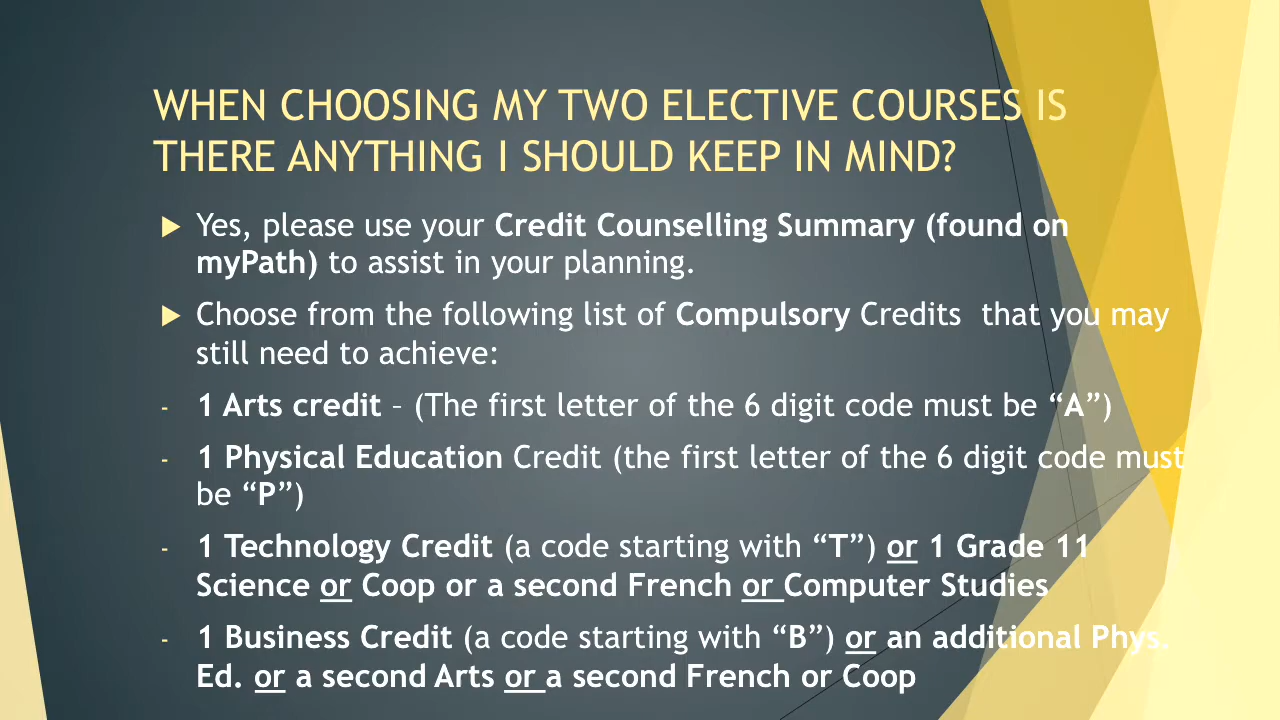 WHEN CHOOSING MY TWO ELECTIVE COURSES IS
THERE ANYTHING I SHOULD KEEP IN MIND?
Yes, please use your Credit Counselling Summary (found on
myPath) to assist in your planning.
Choose from the following list of Compulsory Credits  that you may
still need to achieve:
- 1 Arts credit – (The first letter of the 6 digit code must be “A”)
- 1 Physical Education Credit (the first letter of the 6 digit code must
be “P”)
- 1 Technology Credit (a code starting with “T”) or 1 Grade 11
Science or Coop or a second French or Computer Studies
- 1 Business Credit (a code starting with “B”) or an additional Phys.
Ed. or a second Arts or a second French or Coop